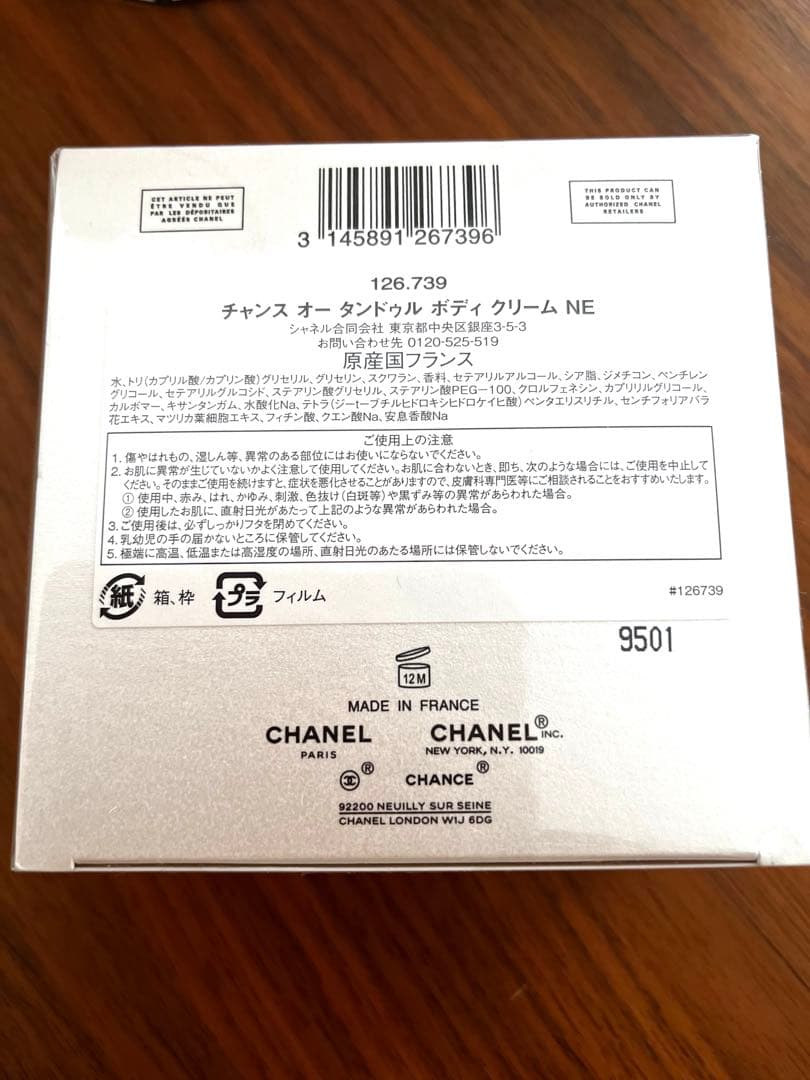 CET ARTICLE NE PEUT
ÊTRE VENDU QUE
PAR LES DÉPOSITAIRES
AGRÉÉS CHANEL
THIS PRODUCT CAN
BE SOLD ONLY BY
AUTHORIZED CHANEL
RETAILERS
3 145891 267396
126.739
チャンス オー タンドゥル ボディ クリーム NE
シャネル合同会社 東京都中央区銀座3-5-3
お問い合わせ先 0120-525-519
原産国フランス
水、トリ(カプリル酸/カプリン酸)グリセリル、グリセリン、スクワラン、香料、セテアリルアルコール、シア脂、ジメチコン、ペンチレン
グリコール、セテアリルグルコシド、ステアリン酸グリセリル、ステアリン酸PEG-100、クロルフェネシン、カプリリルグリコール、
カルボマー、キサンタンガム、水酸化Na、テトラ(ジ-t-ブチルヒドロキシヒドロケイヒ酸)ペンタエリスリチル、センチフォリアバラ
花エキス、マツリカ葉細胞エキス、フィチン酸、クエン酸Na、安息香酸Na
ご使用上の注意
1. 傷やはれもの、湿しん等、異常のある部位にはお使いにならないでください。
2. お肌に異常が生じていないかよく注意して使用してください。お肌に合わないとき、即ち、次のような場合には、ご使用を中止して
ください。そのままご使用を続けますと、症状を悪化させることがありますので、皮膚科専門医等にご相談されることをおすすめいたします。
① 使用中、赤み、はれ、かゆみ、刺激、色抜け(白斑等)や黒ずみ等の異常があらわれた場合。
② 使用したお肌に、直射日光があたって上記のような異常があらわれた場合。
3. ご使用後は、必ずしっかりフタを閉めてください。
4. 乳幼児の手の届かないところに保管してください。
5. 極端に高温、低温または高湿度の場所、直射日光のあたる場所には保管しないでください。
紙 箱、枠 プラ フィルム
#126739
9501
12M
MADE IN FRANCE
CHANEL
PARIS
CHANEL® INC.
NEW YORK, N.Y. 10019
® CHANCE®
92200 NEUILLY SUR SEINE
CHANEL LONDON W1J 6DG